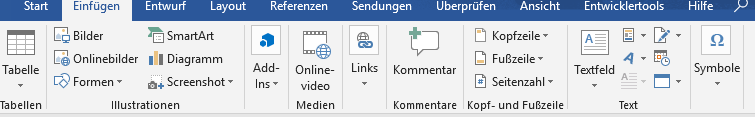 Start Einfügen Entwurf Layout Referenzen Sendungen Überprüfen Ansicht Entwicklertools Hilfe
Bilder SmartArt Kopfzeile
Onlinebilder Diagramm Fußzeile
Tabelle Formen Screenshot Add-Ins Online-video Links Kommentar Seitenzahl Textfeld Symbole
Tabellen Illustrationen Medien Kommentare Kopf- und Fußzeile Text